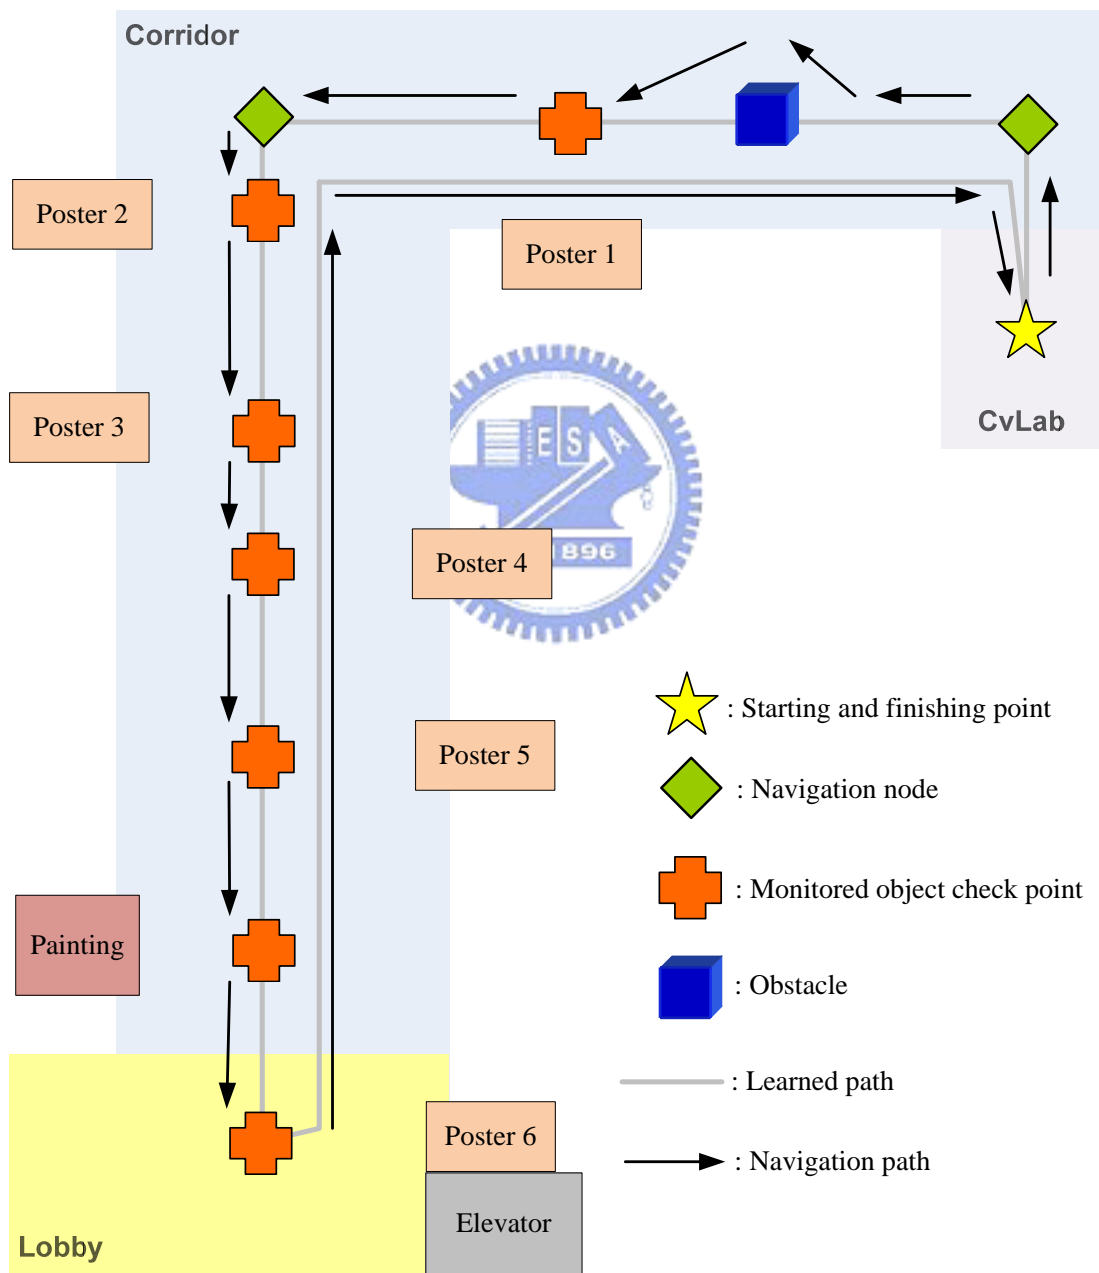 Corridor
Poster 2
Poster 1
Poster 3
CvLab
E S A
1896
Poster 4
Poster 5
: Starting and finishing point
: Navigation node
: Monitored object check point
Painting
: Obstacle
: Learned path
Poster 6
: Navigation path
Elevator
Lobby